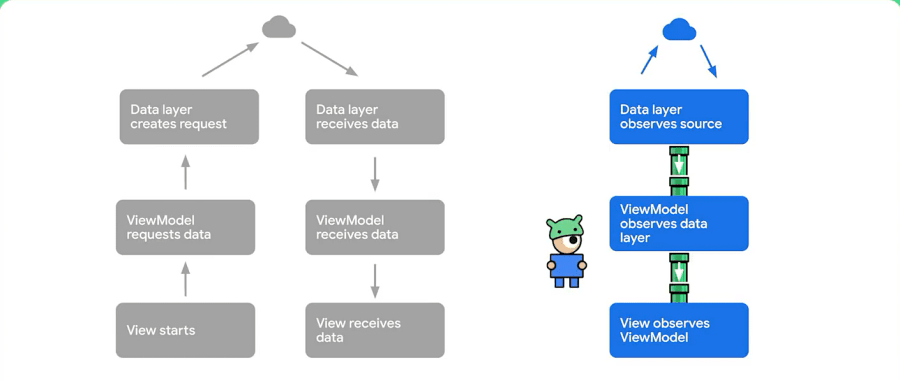 Data layer
creates request
Data layer
receives data
Data layer
observes source
ViewModel
requests data
ViewModel
receives data
ViewModel
observes data
layer
View starts
View receives
data
View observes
ViewModel